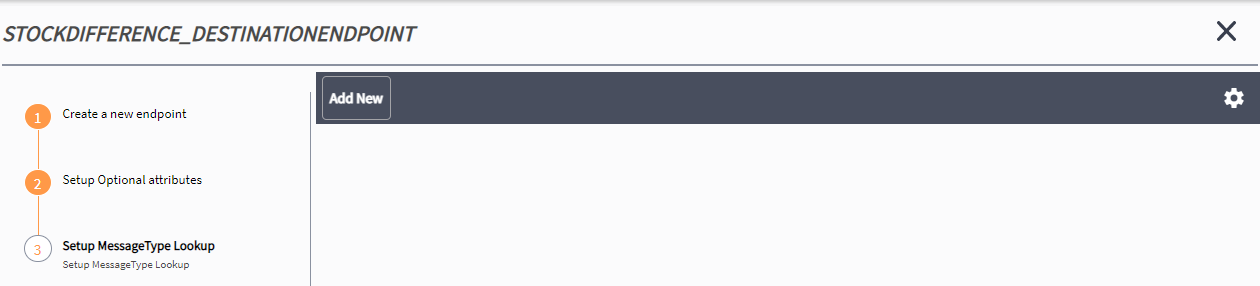 STOCKDIFFERENCE_DESTINATIONENDPOINT
1 Create a new endpoint
2 Setup Optional attributes
3 Setup MessageType Lookup
Setup MessageType Lookup
Add New